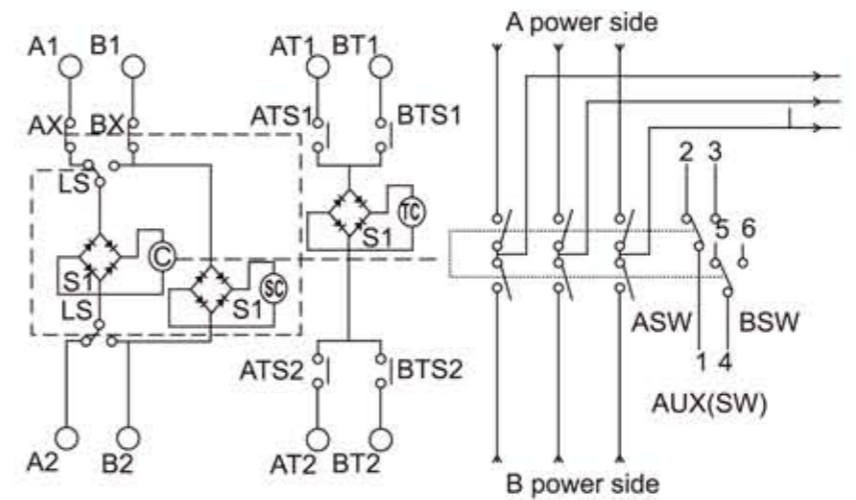 A power side
A1 B1 AT1 BT1
ATS1 BTS1
AX BX
2 3
LS
TC
S1
5 6
C
S1
SC
S1
LS
ASW BSW
ATS2 BTS2
1 4
AUX(SW)
A2 B2 AT2 BT2
B power side